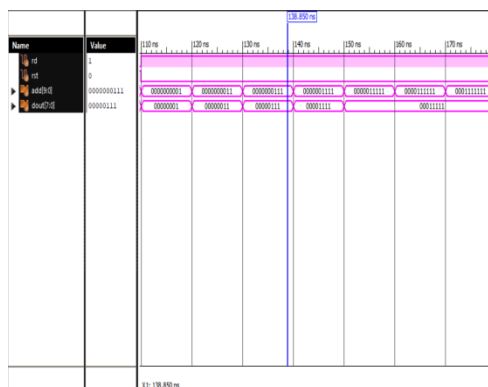 138.850 ns
Name Value 110 ns 120 ns 130 ns 140 ns 150 ns 160 ns 170 ns
rd 1
rst 0
add[9:0] 0000000111 0000000001 0000000011 0000000111 0000001111 0000011111 0000111111 0001111111
dout[7:0] 00000111 00000001 00000011 00000111 00001111 00011111
X1: 138.850 ns